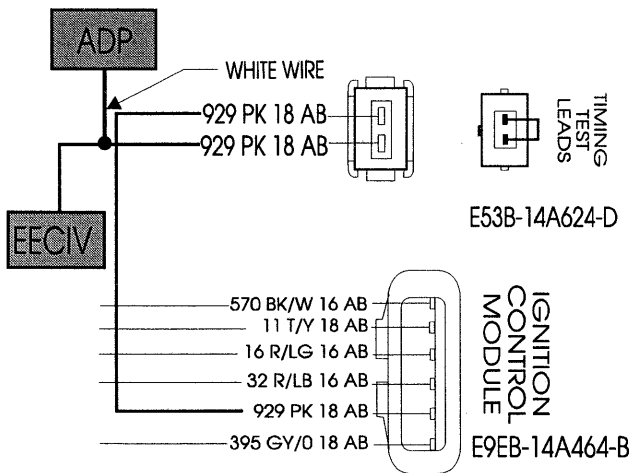 ADP
WHITE WIRE
929 PK 18 AB
929 PK 18 AB
TIMING
TEST
LEADS
E53B-14A624-D
EECIV
570 BK/W 16 AB
11 T/Y 18 AB
16 R/LG 16 AB
32 R/LB 16 AB
929 PK 18 AB
395 GY/0 18 AB
IGNITION
CONTROL
MODULE
E9EB-14A464-B